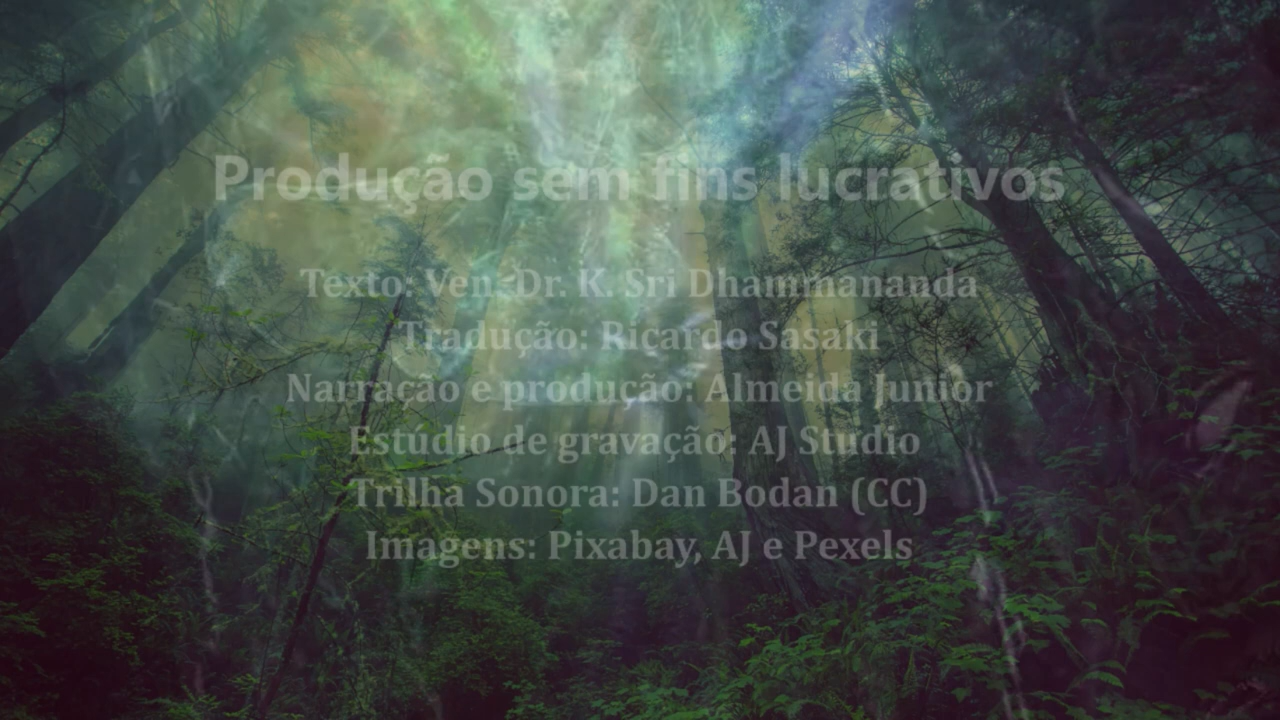 Produção sem fins lucrativos
Texto: Ven. Dr. K. Sri Dhammananda
Tradução: Ricardo Sasaki
Narração e produção: Almeida Junior
Estúdio de gravação: AJ Studio
Trilha Sonora: Dan Bodan (CC)
Imagens: Pixabay, AJ e Pexels